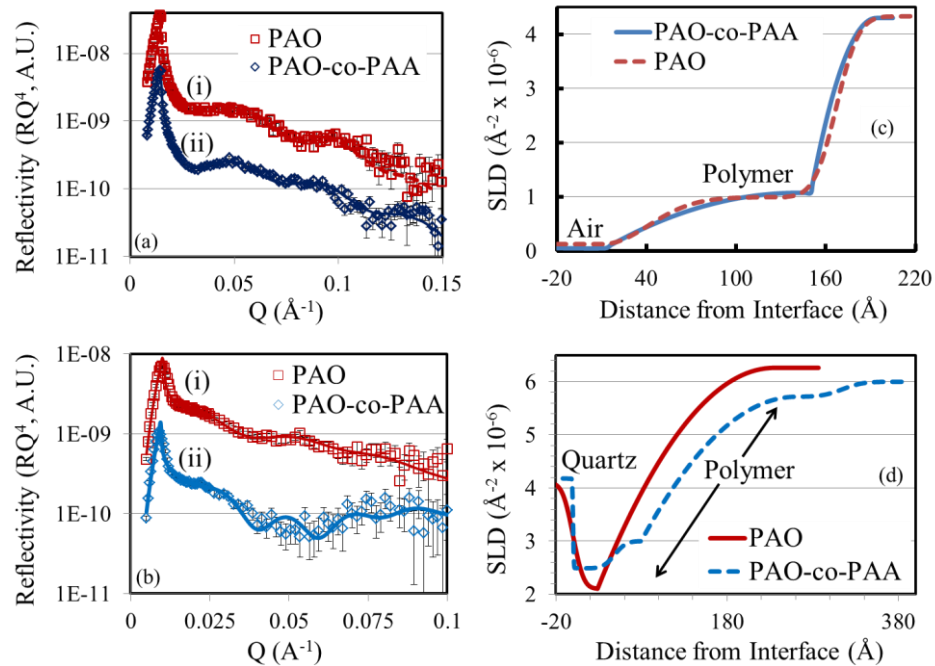 Reflectivity (RQ⁴, A.U.)
1E-08
1E-09
1E-10
1E-11
PAO
PAO-co-PAA
(i)
(ii)
(a)
0 0.05 0.1 0.15
Q (Å⁻¹)
SLD (Å⁻² x 10⁻⁶)
4
3
2
1
0
PAO-co-PAA
PAO
(c)
Polymer
Air
-20 40 100 160 220
Distance from Interface (Å)
Reflectivity (RQ⁴, A.U.)
1E-08
1E-09
1E-10
1E-11
(i)
PAO
PAO-co-PAA
(ii)
(b)
0 0.025 0.05 0.075 0.1
Q (Å⁻¹)
SLD (Å⁻² x 10⁻⁶)
6
5
4
3
2
Quartz
Polymer
(d)
PAO
PAO-co-PAA
-20 180 380
Distance from Interface (Å)